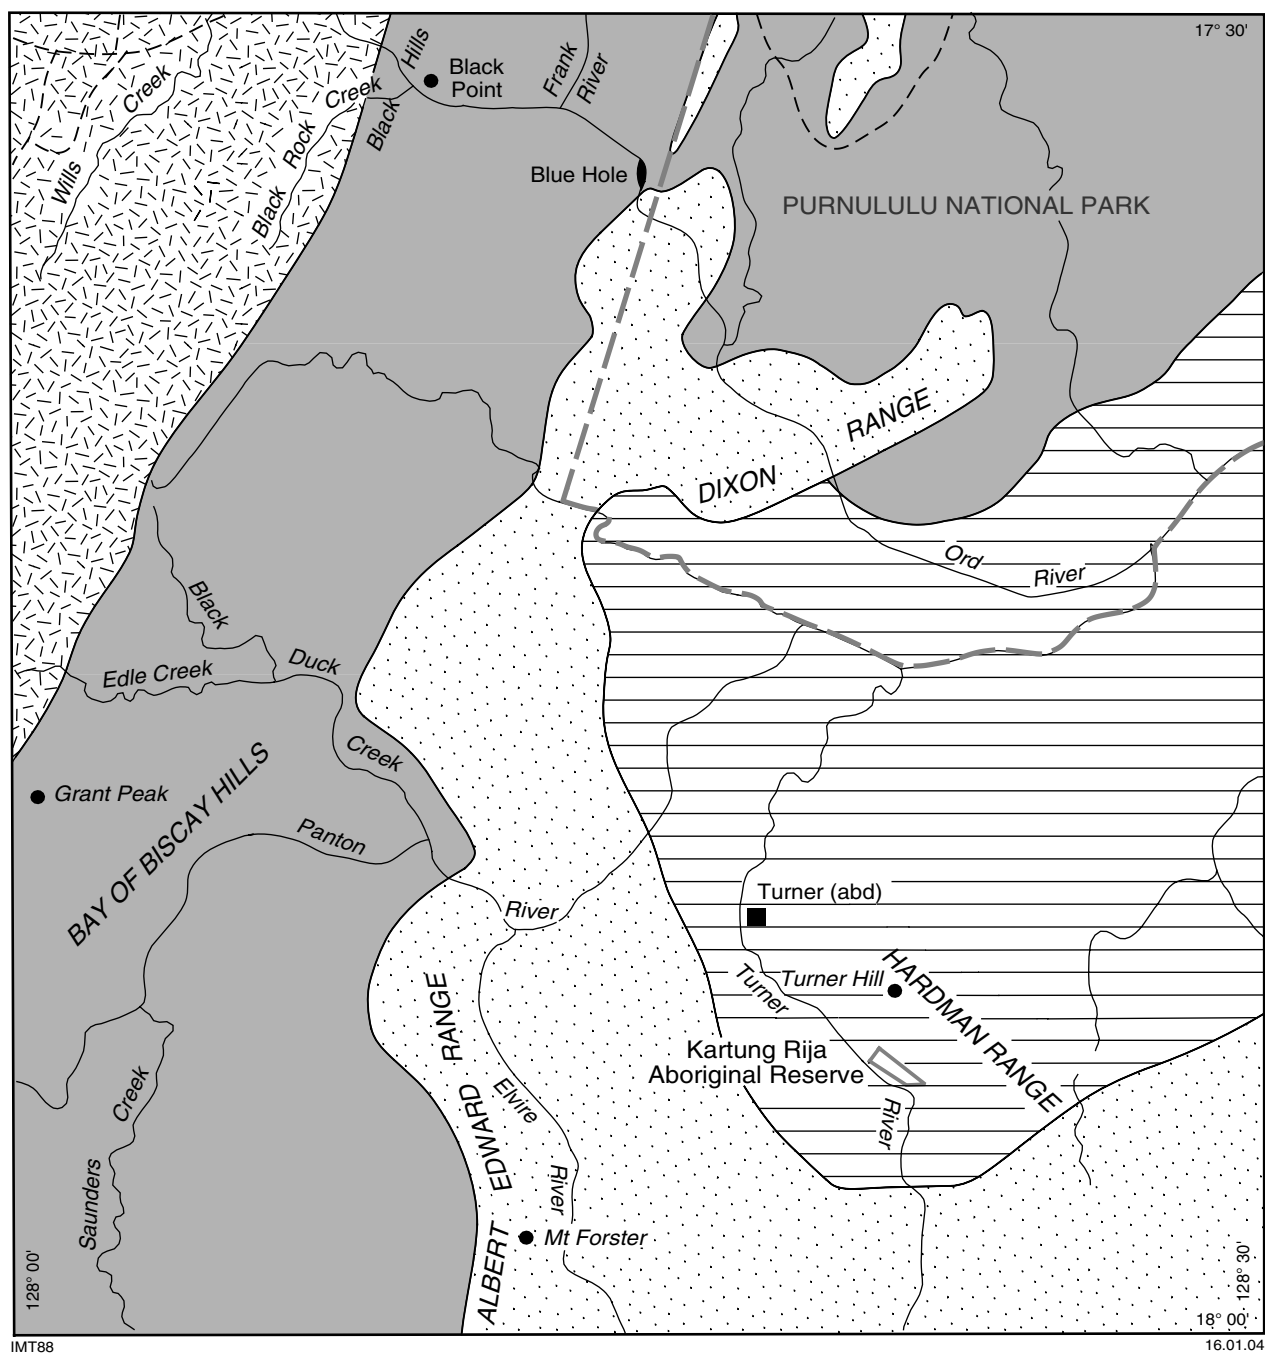 17° 30'
Hills
Black
Point
Frank
River
Creek
Wills
Creek
Rock
Black
Black
Blue Hole
PURNULULU NATIONAL PARK
RANGE
DIXON
Ord
River
Black
Duck
Edle Creek
Creek
Grant Peak
BAY OF BISCAY HILLS
Panton
River
Turner (abd)
Turner Hill
Turner
HARDMAN RANGE
ALBERT EDWARD RANGE
Kartung Rija
Aboriginal Reserve
River
Elvire
River
Creek
Saunders
Mt Forster
128° 00'
128° 30'
18° 00'
IMT88
16.01.04